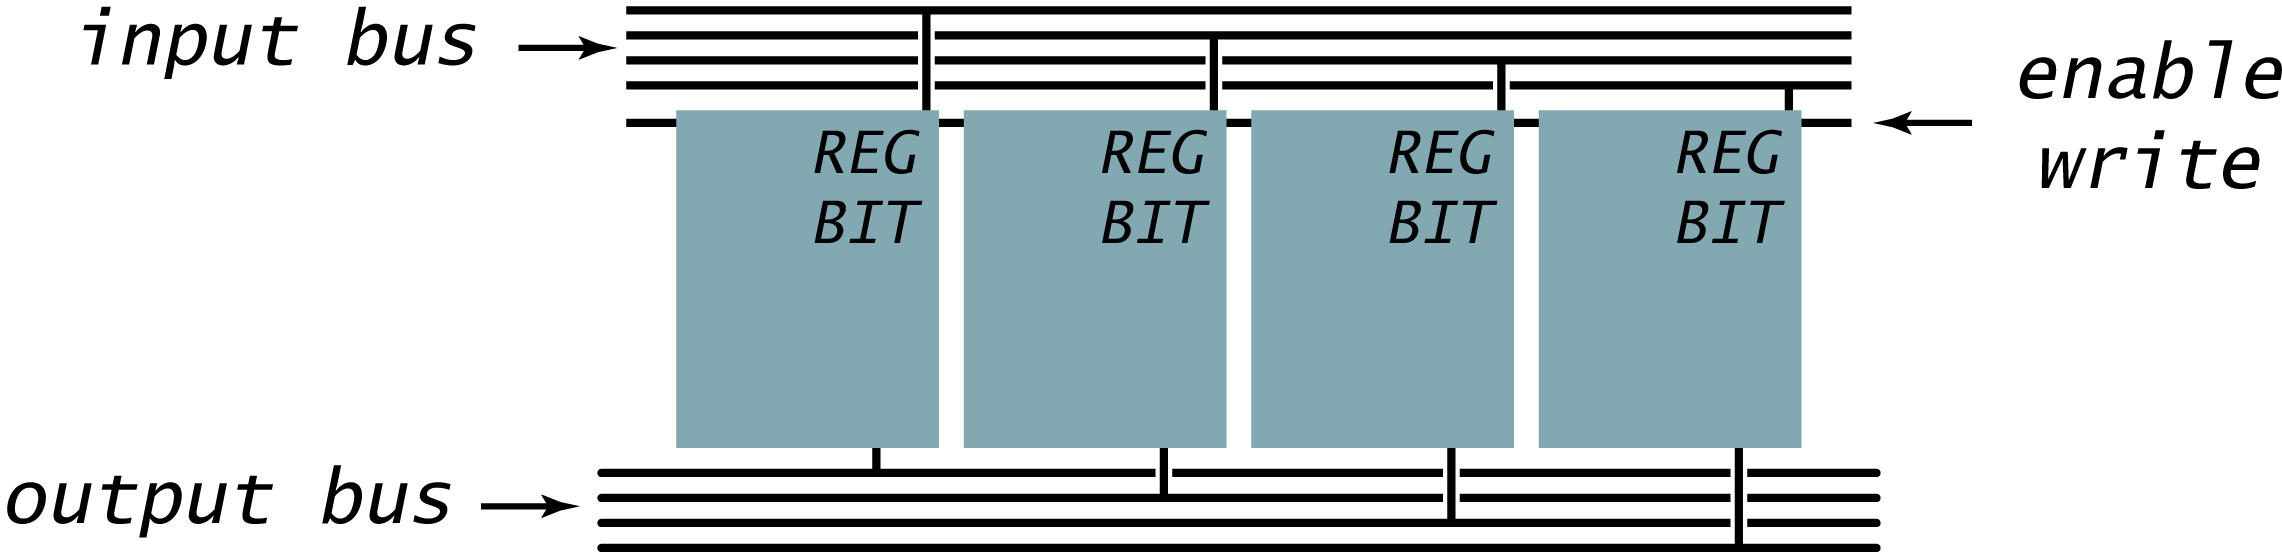 input bus
enable
write
REG
BIT
REG
BIT
REG
BIT
REG
BIT
output bus